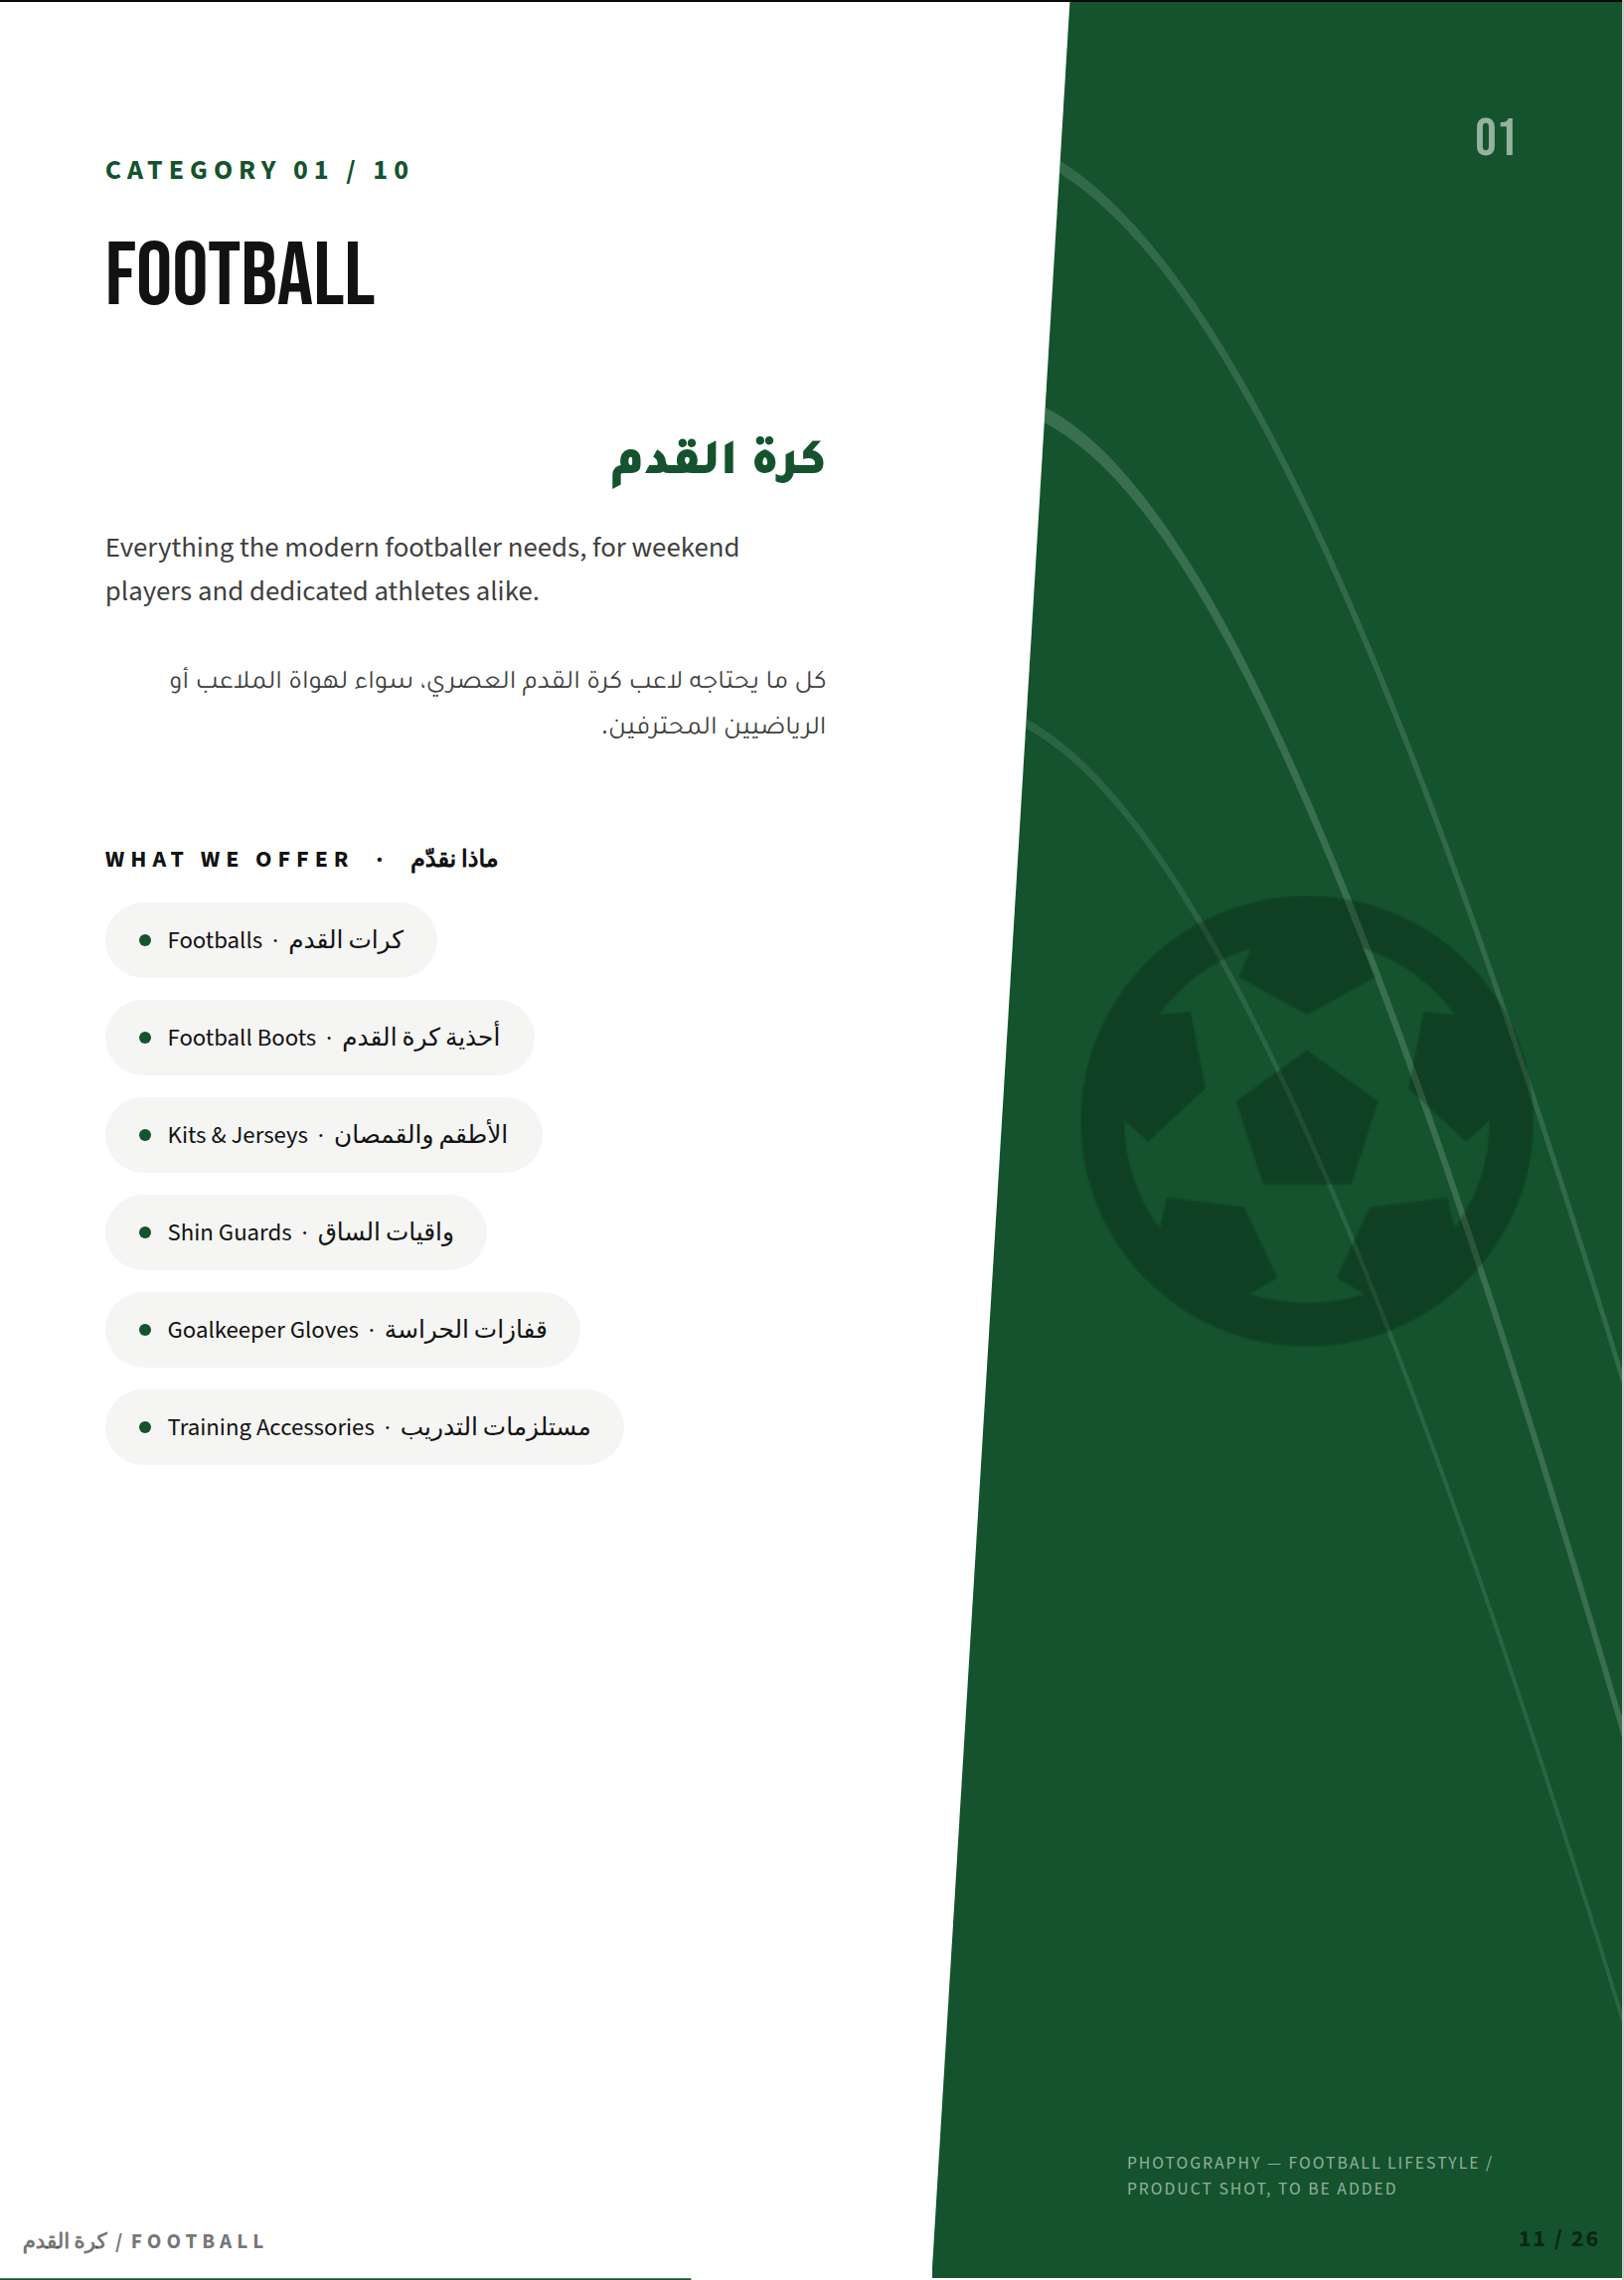 01
CATEGORY 01 / 10
FOOTBALL
كرة القدم
Everything the modern footballer needs, for weekend
players and dedicated athletes alike.
كل ما يحتاجه لاعب كرة القدم العصري، سواء لهواة الملاعب أو
الرياضيين المحترفين.
WHAT WE OFFER · ماذا نقدّم
Footballs · كرات القدم
Football Boots · أحذية كرة القدم
Kits & Jerseys · الأطقم والقمصان
Shin Guards · واقيات الساق
Goalkeeper Gloves · قفازات الحراسة
Training Accessories · مستلزمات التدريب
PHOTOGRAPHY — FOOTBALL LIFESTYLE /
PRODUCT SHOT, TO BE ADDED
كرة القدم / FOOTBALL
11 / 26